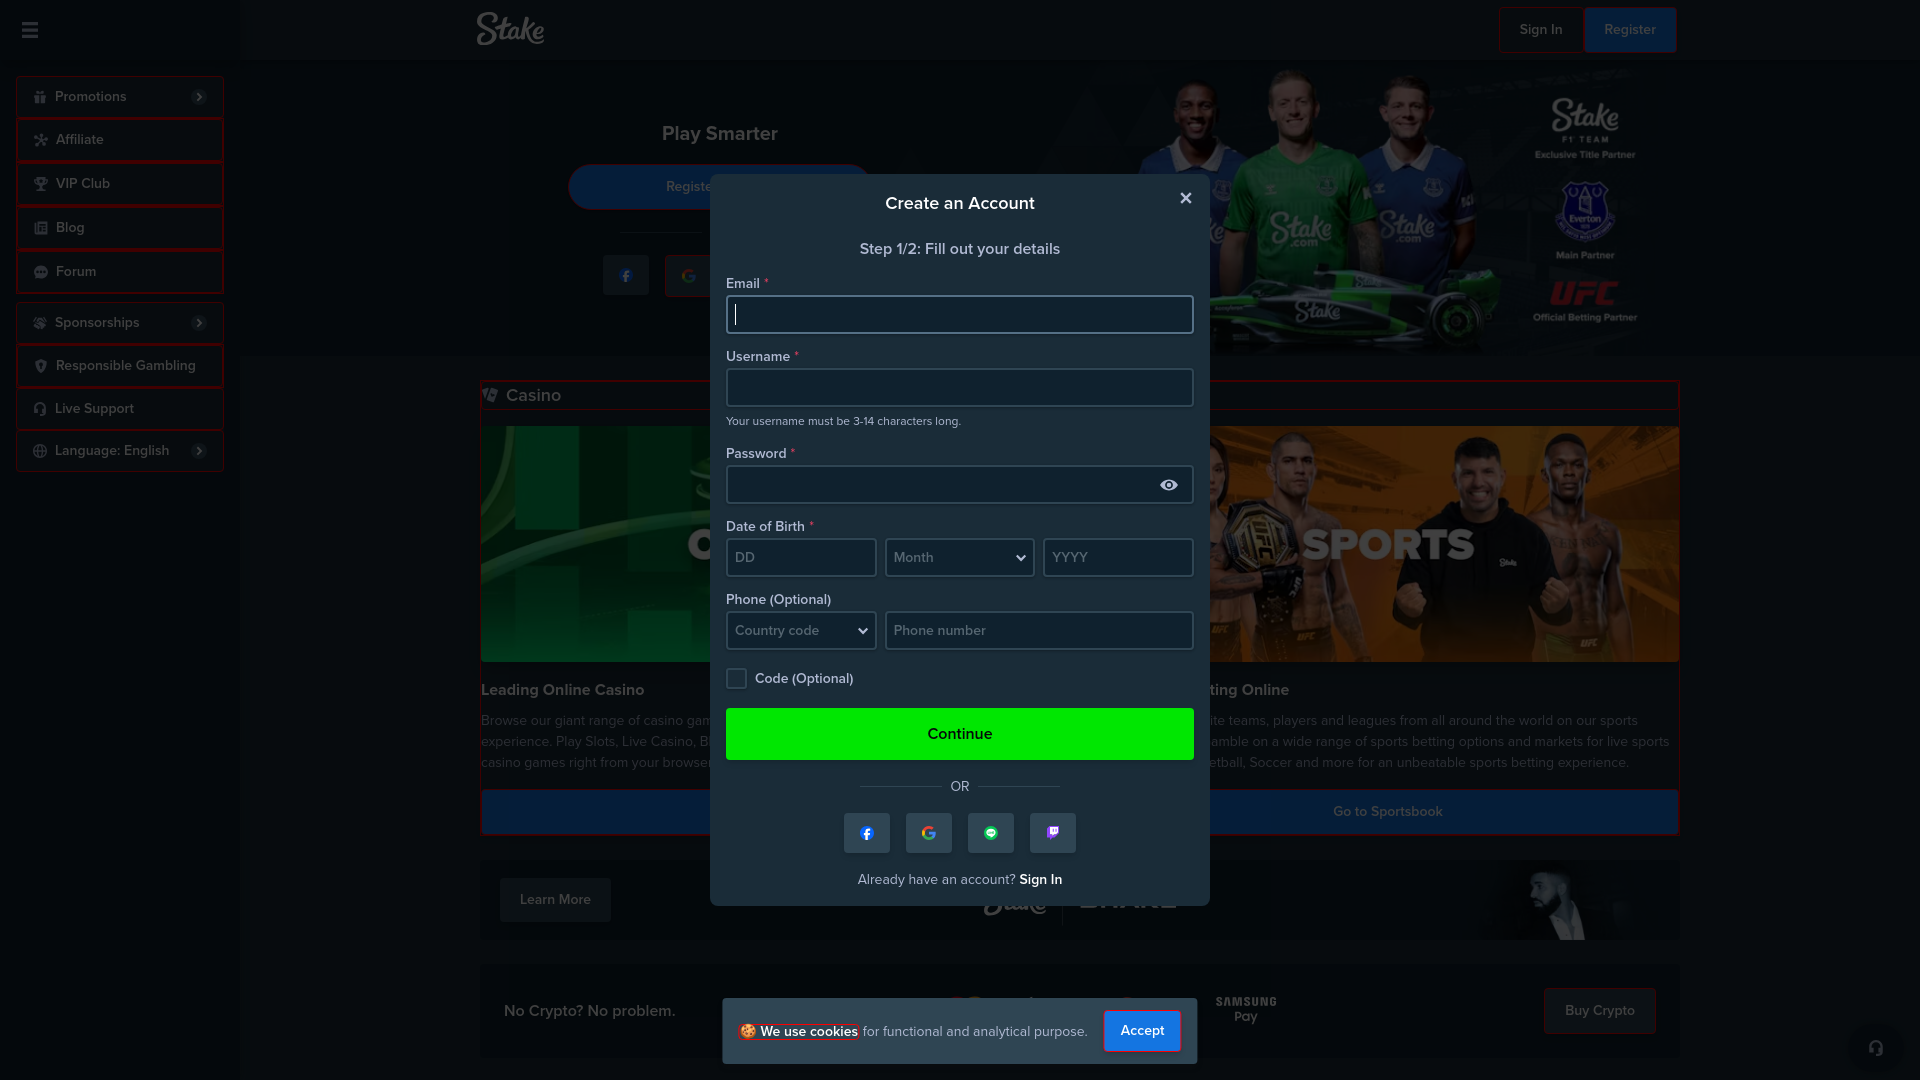 Stake
Sign In
Register
Promotions
Affiliate
VIP Club
Blog
Forum
Sponsorships
Responsible Gambling
Live Support
Language: English
Play Smarter
Stake
F1 TEAM
Exclusive Title Partner
Everton
Main Partner
UFC
Official Betting Partner
Stake
.com
Stake
.com
Stake
Create an Account
Step 1/2: Fill out your details
Email *
Username *
Your username must be 3-14 characters long.
Password *
Date of Birth *
DD
Month
YYYY
Phone (Optional)
Country code
Phone number
Code (Optional)
Continue
OR
Already have an account? Sign In
Casino
SPORTS
Leading Online Casino
Browse our giant range of casino
experience. Play Slots, Live Casino,
casino games right from your browser
Online
teams, players and leagues from all around the world on our sports
on a wide range of sports betting options and markets for live sports
Soccer and more for an unbeatable sports betting experience.
Go to Sportsbook
Learn More
Stake
No Crypto? No problem.
SAMSUNG
Pay
Buy Crypto
🍪 We use cookies for functional and analytical purpose.
Accept